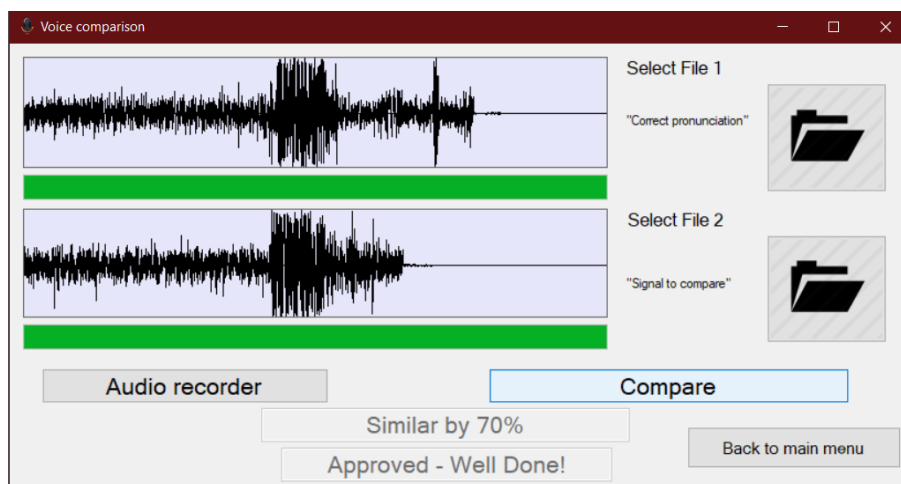 Voice comparison
Select File 1
"Correct pronunciation"
Select File 2
"Signal to compare"
Audio recorder
Compare
Similar by 70%
Approved - Well Done!
Back to main menu